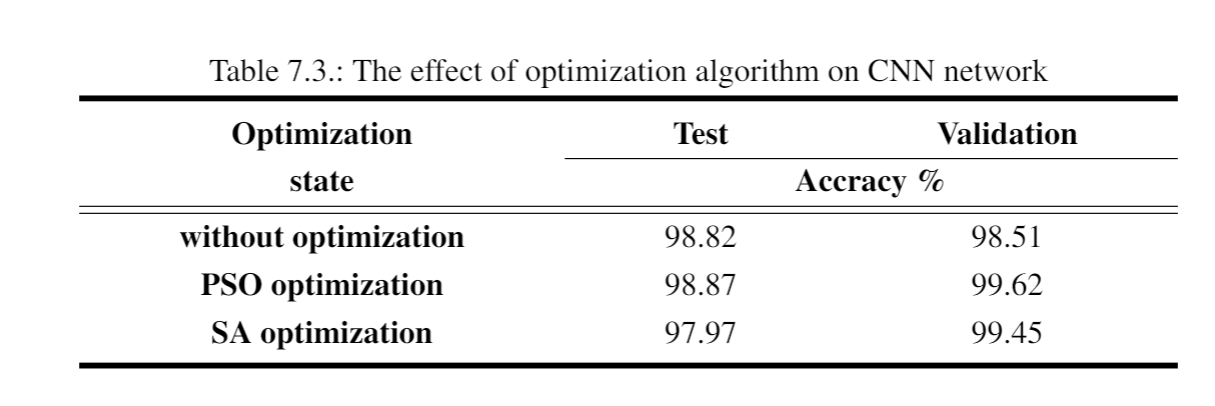 Table 7.3.: The effect of optimization algorithm on CNN network
Optimization Test Validation
state Accracy %
without optimization 98.82 98.51
PSO optimization 98.87 99.62
SA optimization 97.97 99.45